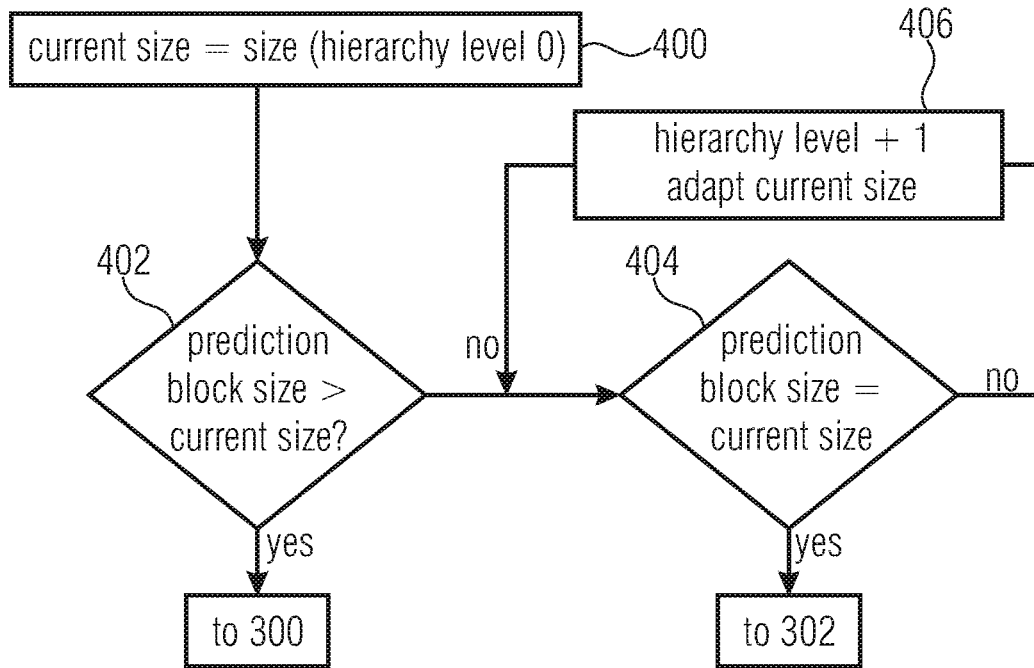 current size = size (hierarchy level 0)
400
406
hierarchy level + 1
adapt current size
402
prediction
block size >
current size?
no
404
prediction
block size =
current size
no
yes
to 300
yes
to 302